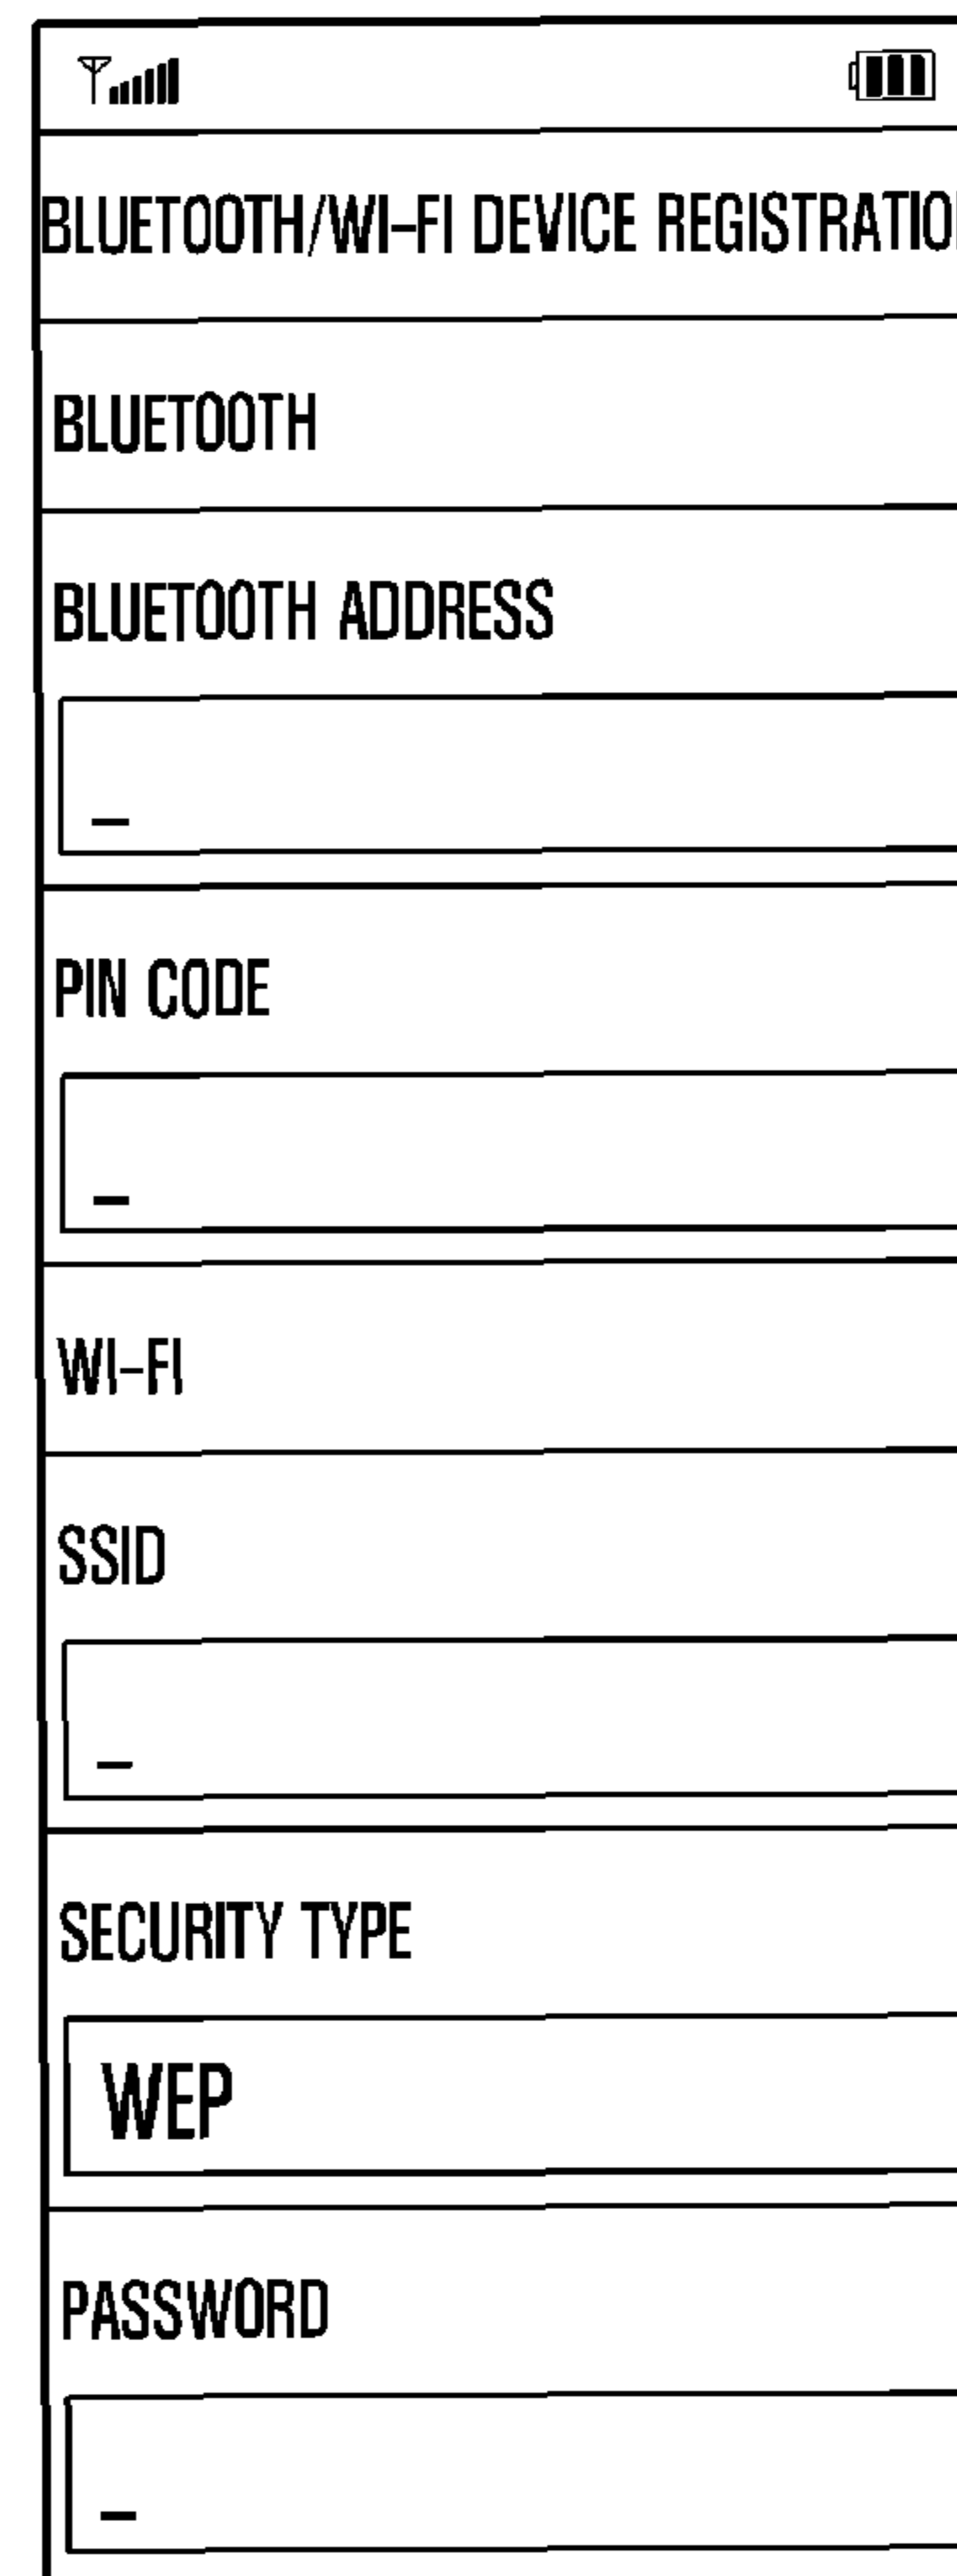 BLUETOOTH/WI-FI DEVICE REGISTRATIO
BLUETOOTH
BLUETOOTH ADDRESS
_
PIN CODE
_
WI-FI
SSID
_
SECURITY TYPE
WEP
PASSWORD
_